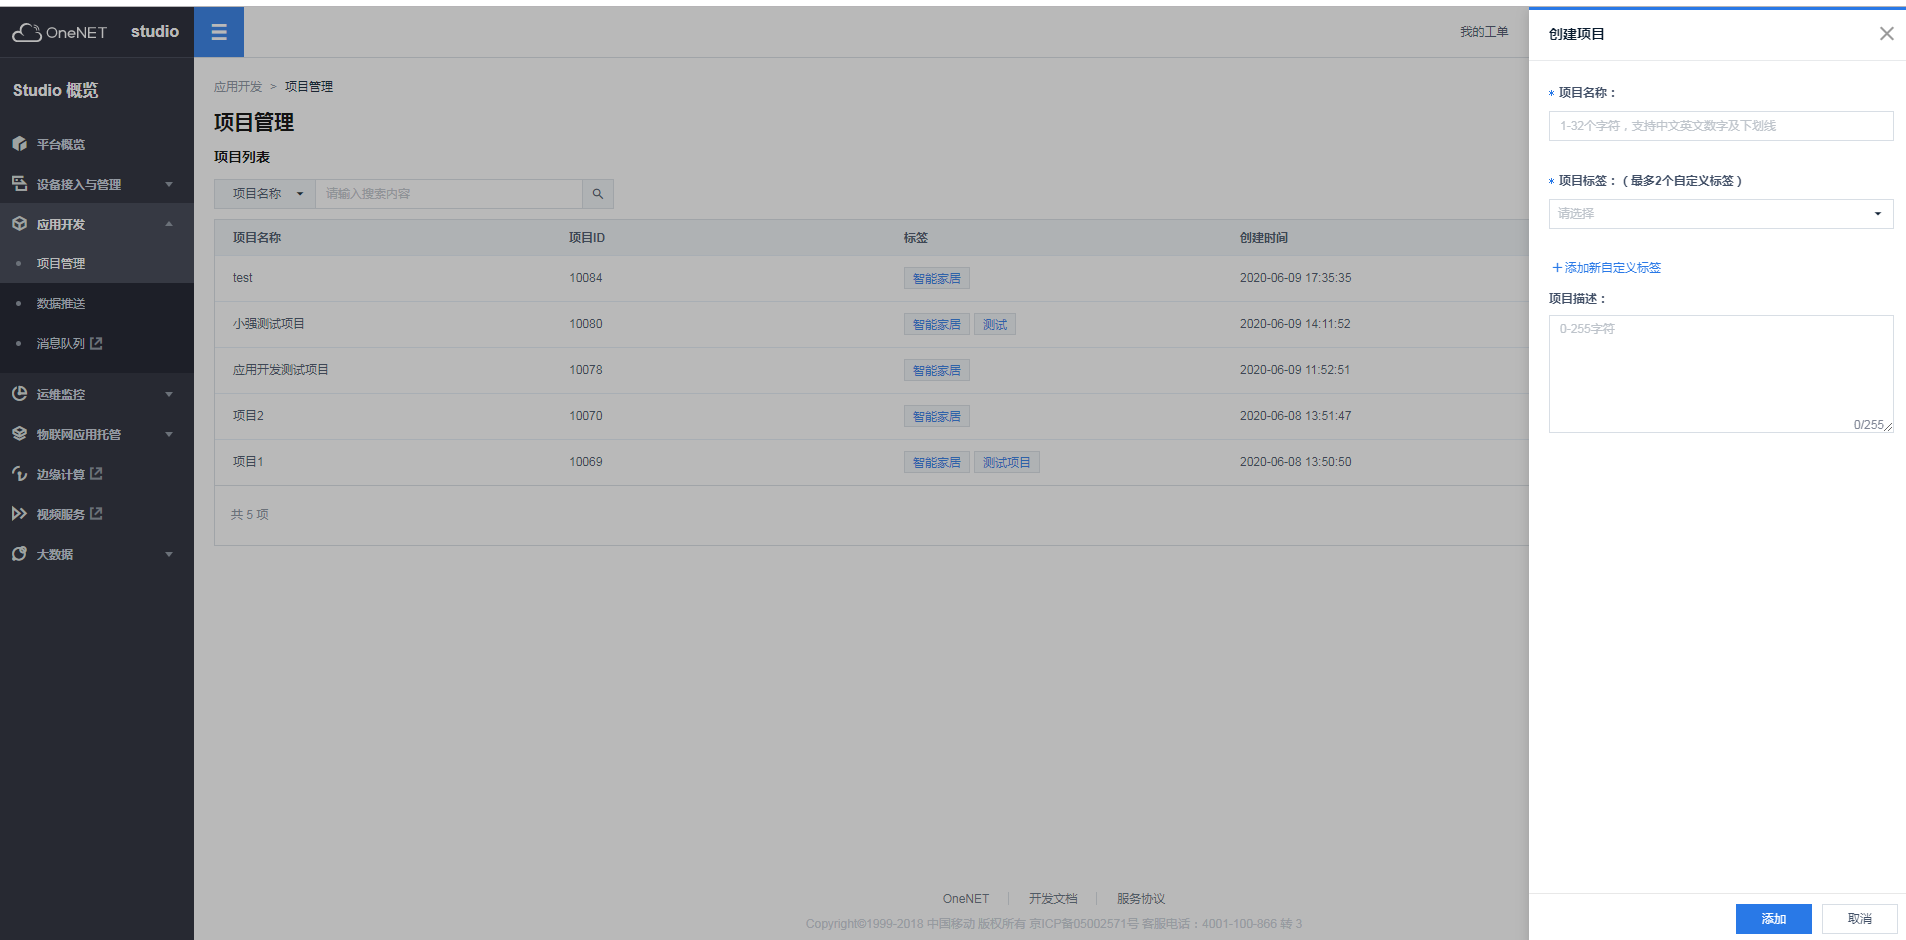 OneNET studio
Studio 概览
平台概览
设备接入与管理
应用开发
项目管理
数据推送
消息队列
运维监控
物联网应用托管
边缘计算
视频服务
大数据
我的工单
应用开发 > 项目管理
项目管理
项目列表
项目名称 请输入搜索内容
项目名称 项目ID 标签 创建时间
test 10084 智能家居 2020-06-09 17:35:35
小强测试项目 10080 智能家居 测试 2020-06-09 14:11:52
应用开发测试项目 10078 智能家居 2020-06-09 11:52:51
项目2 10070 智能家居 2020-06-08 13:51:47
项目1 10069 智能家居 测试项目 2020-06-08 13:50:50
共 5 项
OneNET 开发文档 服务协议
Copyright©1999-2018 中国移动 版权所有 京ICP备05002571号 客服电话：4001-100-866 转 3
创建项目
* 项目名称：
1-32个字符，支持中文英文数字及下划线
* 项目标签：（最多2个自定义标签）
请选择
+添加新自定义标签
项目描述：
0-255字符
0/255
添加 取消